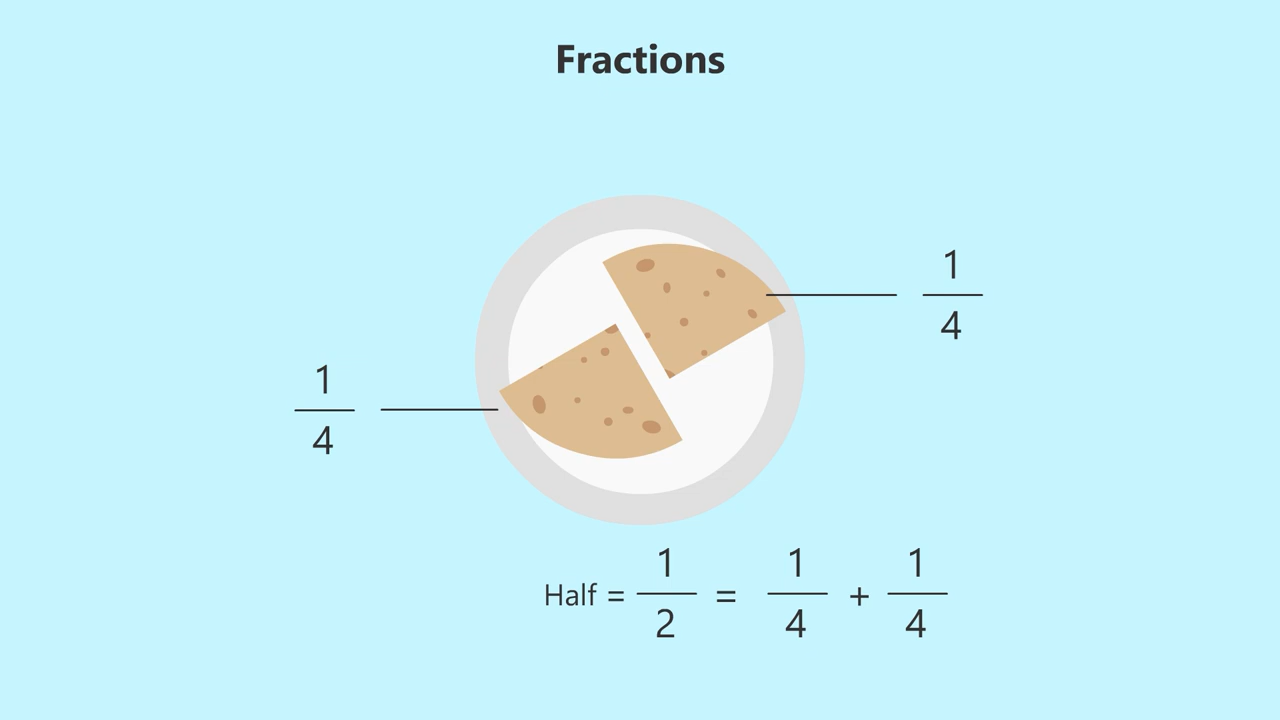 Fractions
1/4
1/4
Half = 1/2 = 1/4 + 1/4